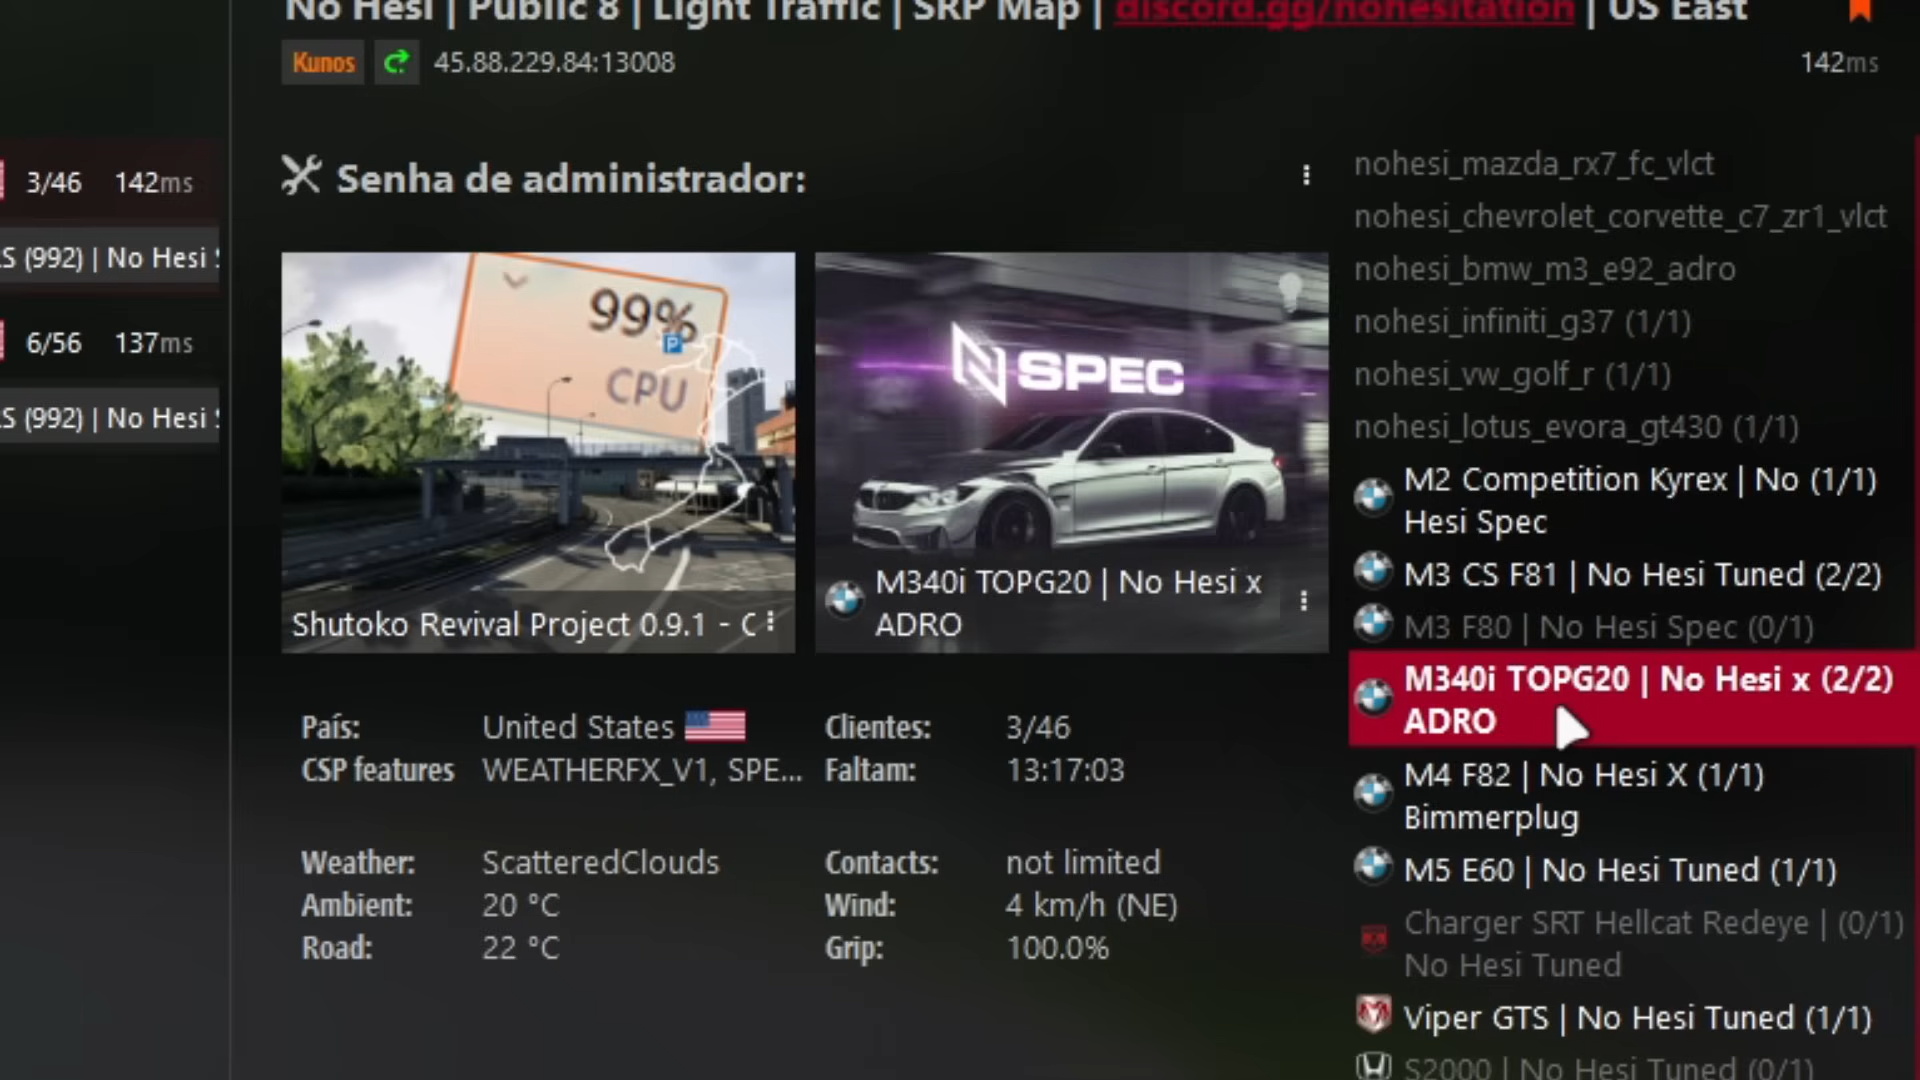 No Hesi | Public 8 | Light Traffic | SRP Map | discord.gg/nohesitation | US East
Kunos
45.88.229.84:13008
142ms
3/46 142ms
S (992) | No Hesi
6/56 137ms
S (992) | No Hesi
Senha de administrador:
99%
P
CPU
Shutoko Revival Project 0.9.1 - C
N SPEC
M340i TOPG20 | No Hesi x
ADRO
País: United States
Clientes: 3/46
CSP features WEATHERFX_V1, SPE...
Faltam: 13:17:03
Weather: ScatteredClouds
Contacts: not limited
Ambient: 20 °C
Wind: 4 km/h (NE)
Road: 22 °C
Grip: 100.0%
nohesi_mazda_rx7_fc_vlct
nohesi_chevrolet_corvette_c7_zr1_vlct
nohesi_bmw_m3_e92_adro
nohesi_infiniti_g37 (1/1)
nohesi_vw_golf_r (1/1)
nohesi_lotus_evora_gt430 (1/1)
M2 Competition Kyrex | No (1/1)
Hesi Spec
M3 CS F81 | No Hesi Tuned (2/2)
M3 F80 | No Hesi Spec (0/1)
M340i TOPG20 | No Hesi x (2/2)
ADRO
M4 F82 | No Hesi X (1/1)
Bimmerplug
M5 E60 | No Hesi Tuned (1/1)
Charger SRT Hellcat Redeye | (0/1)
No Hesi Tuned
Viper GTS | No Hesi Tuned (1/1)
S2000 | No Hesi Tuned (0/1)